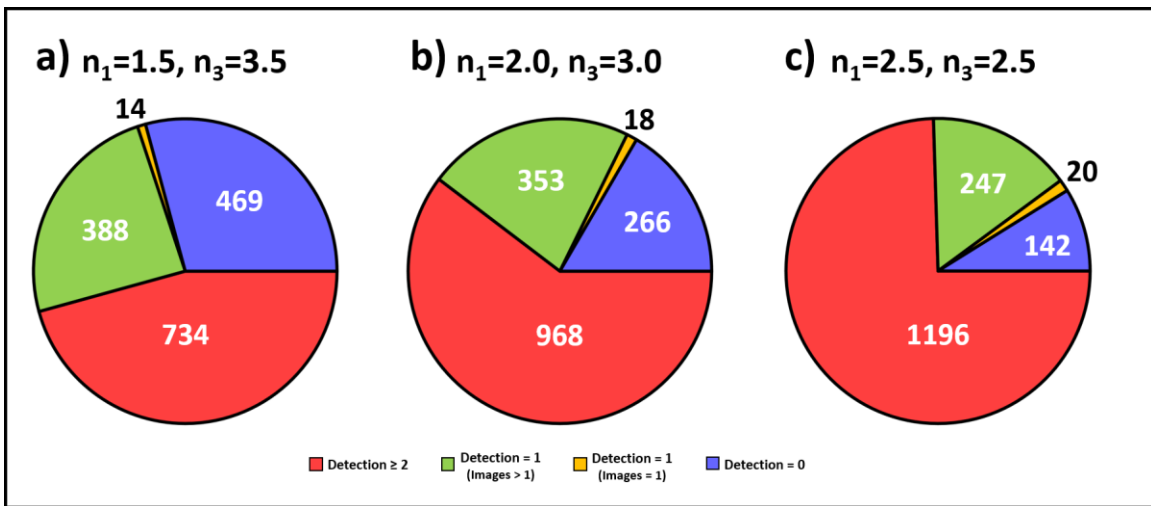 a) n₁=1.5, n₃=3.5
b) n₁=2.0, n₃=3.0
c) n₁=2.5, n₃=2.5
14
469
388
734
18
353
266
968
20
247
142
1196
Detection ≥ 2
Detection = 1
(Images > 1)
Detection = 1
(Images = 1)
Detection = 0